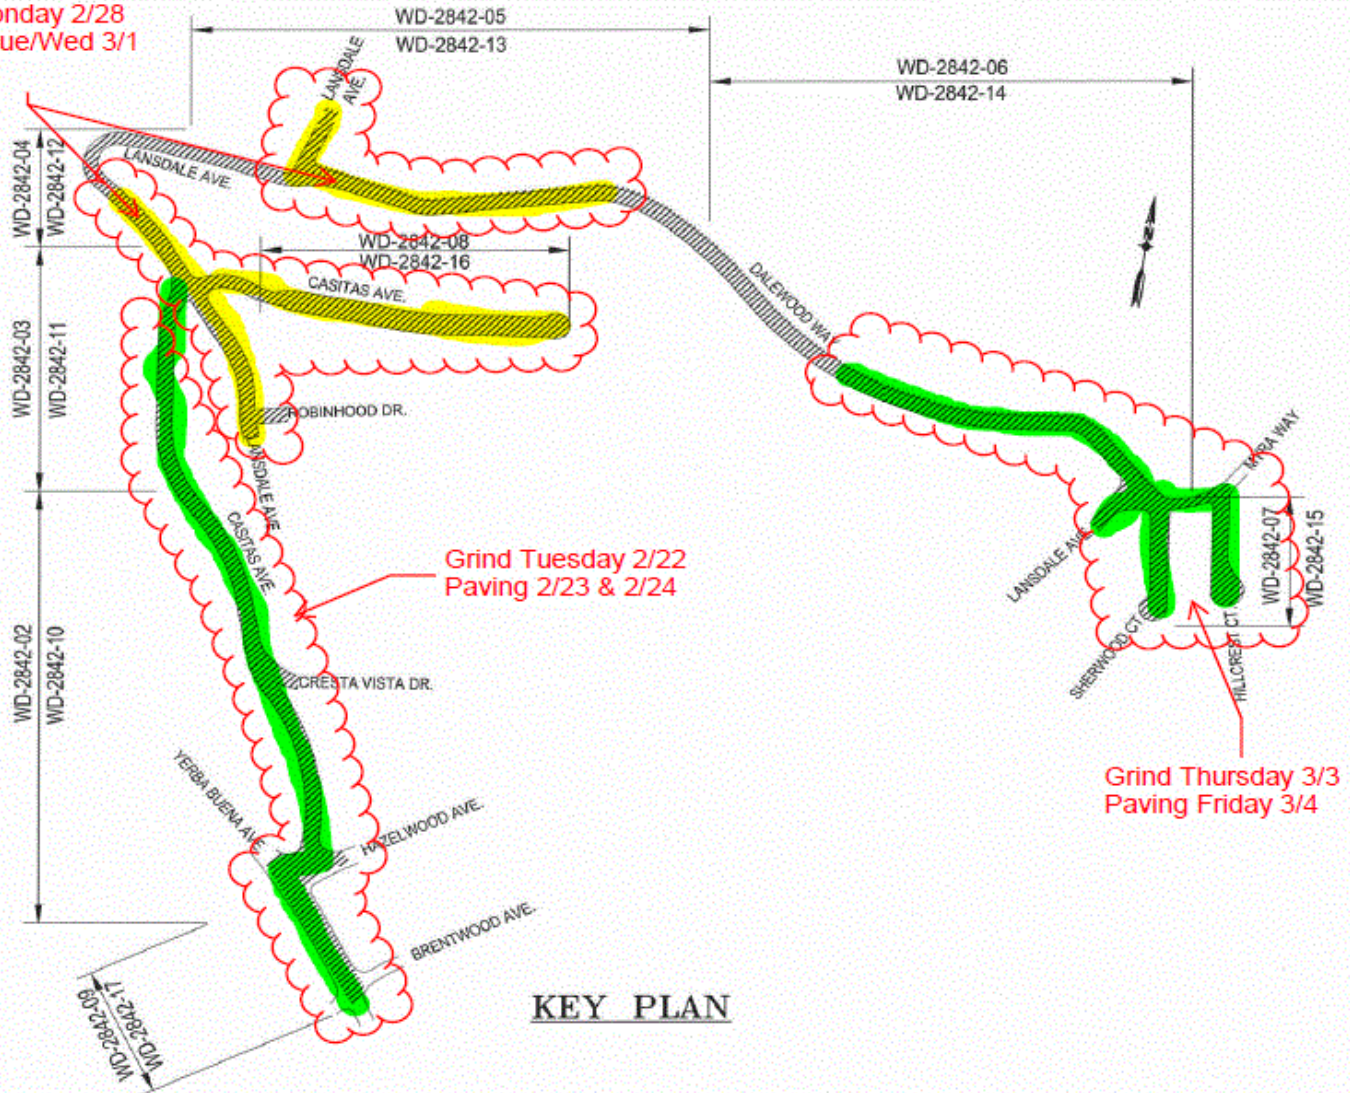 onday 2/28
ue/Wed 3/1
WD-2842-05
WD-2842-13
WD-2842-06
WD-2842-14
LANSDALE
AVE.
WD-2842-04
WD-2842-12
LANSDALE AVE.
WD-2842-08
WD-2842-16
CASITAS AVE.
DALEWOOD WAY
WD-2842-03
WD-2842-11
ROBINHOOD DR.
LANSDALE AVE
MYRA WAY
WD-2842-07
WD-2842-15
CASITAS AVE.
Grind Tuesday 2/22
Paving 2/23 & 2/24
LANSDALE AVE
SHERWOOD CT.
HILLCREST CT.
WD-2842-02
WD-2842-10
CRESTA VISTA DR.
Grind Thursday 3/3
Paving Friday 3/4
YERBA BUENA AVE
HAZELWOOD AVE.
BRENTWOOD AVE.
WD-2842-09
WD-2842-17
KEY PLAN